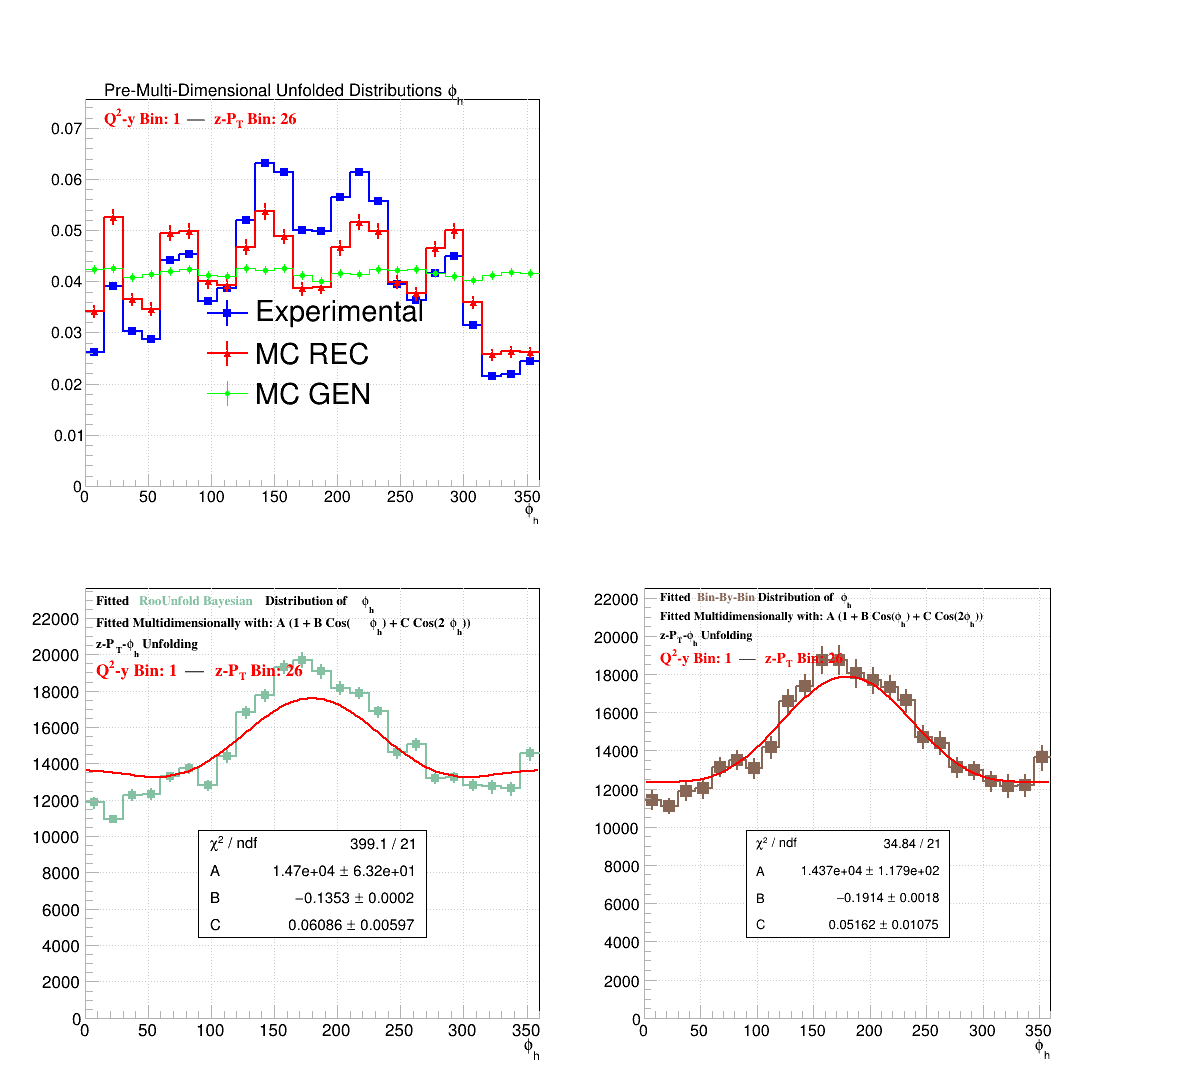 Pre-Multi-Dimensional Unfolded Distributions ϕh
Q2-y Bin: 1 — z-PT Bin: 26
0.07
0.06
0.05
0.04
0.03
0.02
0.01
0
Experimental
MC REC
MC GEN
0 50 100 150 200 250 300 350
ϕh
Fitted RooUnfold Bayesian Distribution of ϕh
Fitted Multidimensionally with: A (1 + B Cos( ϕh) + C Cos(2 ϕh))
z-PT-ϕh Unfolding
Q2-y Bin: 1 — z-PT Bin: 26
22000
20000
18000
16000
14000
12000
10000
8000
6000
4000
2000
0
χ2 / ndf 399.1 / 21
A 1.47e+04 ± 6.32e+01
B −0.1353 ± 0.0002
C 0.06086 ± 0.00597
0 50 100 150 200 250 300 350
ϕh
Fitted Bin-By-Bin Distribution of ϕh
Fitted Multidimensionally with: A (1 + B Cos(ϕh) + C Cos(2ϕh))
z-PT-ϕh Unfolding
Q2-y Bin: 1 — z-PT Bin: 26
22000
20000
18000
16000
14000
12000
10000
8000
6000
4000
2000
0
χ2 / ndf 34.84 / 21
A 1.437e+04 ± 1.179e+02
B −0.1914 ± 0.0018
C 0.05162 ± 0.01075
0 50 100 150 200 250 300 350
ϕh